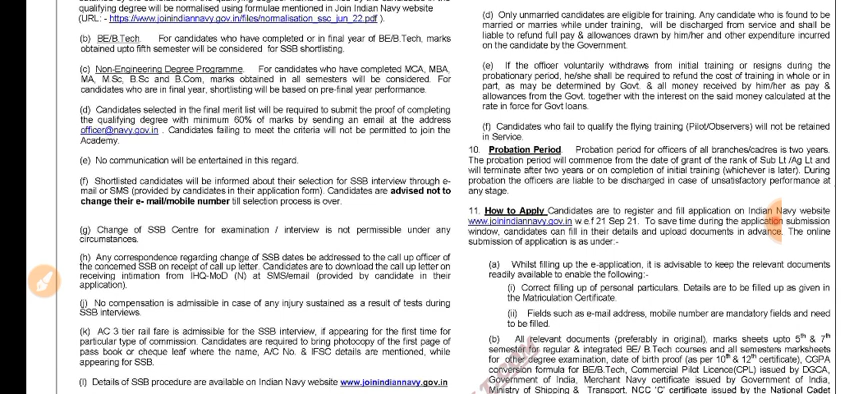 qualifying degree will be normalised using formulae mentioned in Join Indian Navy website
(URL: - https://www.joinindiannavy.gov.in/files/normalisation_ssc_jun_22.pdf ).
(b) BE/B.Tech. For candidates who have completed or in final year of BE/B.Tech, marks
obtained upto fifth semester will be considered for SSB shortlisting.
(c) Non-Engineering Degree Programme. For candidates who have completed MCA, MBA,
MA, M.Sc, B.Sc and B.Com, marks obtained in all semesters will be considered. For
candidates who are in final year, shortlisting will be based on pre-final year performance.
(d) Candidates selected in the final merit list will be required to submit the proof of completing
the qualifying degree with minimum 60% of marks by sending an email at the address
officer@navy.gov.in . Candidates failing to meet the criteria will not be permitted to join the
Academy.
(e) No communication will be entertained in this regard.
(f) Shortlisted candidates will be informed about their selection for SSB interview through e-
mail or SMS (provided by candidates in their application form). Candidates are advised not to
change their e- mail/mobile number till selection process is over.
(g) Change of SSB Centre for examination / interview is not permissible under any
circumstances.
(h) Any correspondence regarding change of SSB dates be addressed to the call up officer of
the concerned SSB on receipt of call up letter. Candidates are to download the call up letter on
receiving intimation from IHQ-MoD (N) at SMS/email (provided by candidate in their
application).
(j) No compensation is admissible in case of any injury sustained as a result of tests during
SSB interviews.
(k) AC 3 tier rail fare is admissible for the SSB interview, if appearing for the first time for
particular type of commission. Candidates are required to bring photocopy of the first page of
pass book or cheque leaf where the name, A/C No. & IFSC details are mentioned, while
appearing for SSB.
(l) Details of SSB procedure are available on Indian Navy website www.joinindiannavy.gov.in
(d) Only unmarried candidates are eligible for training. Any candidate who is found to be
married or marries while under training, will be discharged from service and shall be
liable to refund full pay & allowances drawn by him/her and other expenditure incurred
on the candidate by the Government.
(e) If the officer voluntarily withdraws from initial training or resigns during the
probationary period, he/she shall be required to refund the cost of training in whole or in
part, as may be determined by Govt. & all money received by him/her as pay &
allowances from the Govt. together with the interest on the said money calculated at the
rate in force for Govt loans.
(f) Candidates who fail to qualify the flying training (Pilot/Observers) will not be retained
in Service.
10. Probation Period. Probation period for officers of all branches/cadres is two years.
The probation period will commence from the date of grant of the rank of Sub Lt /Ag Lt and
will terminate after two years or on completion of initial training (whichever is later). During
probation the officers are liable to be discharged in case of unsatisfactory performance at
any stage.
11. How to Apply Candidates are to register and fill application on Indian Navy website
www.joinindiannavy.gov.in w.e.f 21 Sep 21. To save time during the application submission
window, candidates can fill in their details and upload documents in advance. The online
submission of application is as under:-
(a) Whilst filling up the e-application, it is advisable to keep the relevant documents
readily available to enable the following:-
(i) Correct filling up of personal particulars. Details are to be filled up as given in
the Matriculation Certificate.
(ii) Fields such as e-mail address, mobile number are mandatory fields and need
to be filled.
(b) All relevant documents (preferably in original), marks sheets upto 5th & 7th
semester for regular & integrated BE/ B.Tech courses and all semesters marksheets
for other degree examination, date of birth proof (as per 10th & 12th certificate), CGPA
conversion formula for BE/B.Tech, Commercial Pilot Licence(CPL) issued by DGCA,
Government of India, Merchant Navy certificate issued by Government of India,
Ministry of Shipping & Transport, NCC 'C' certificate issued by the National Cadet